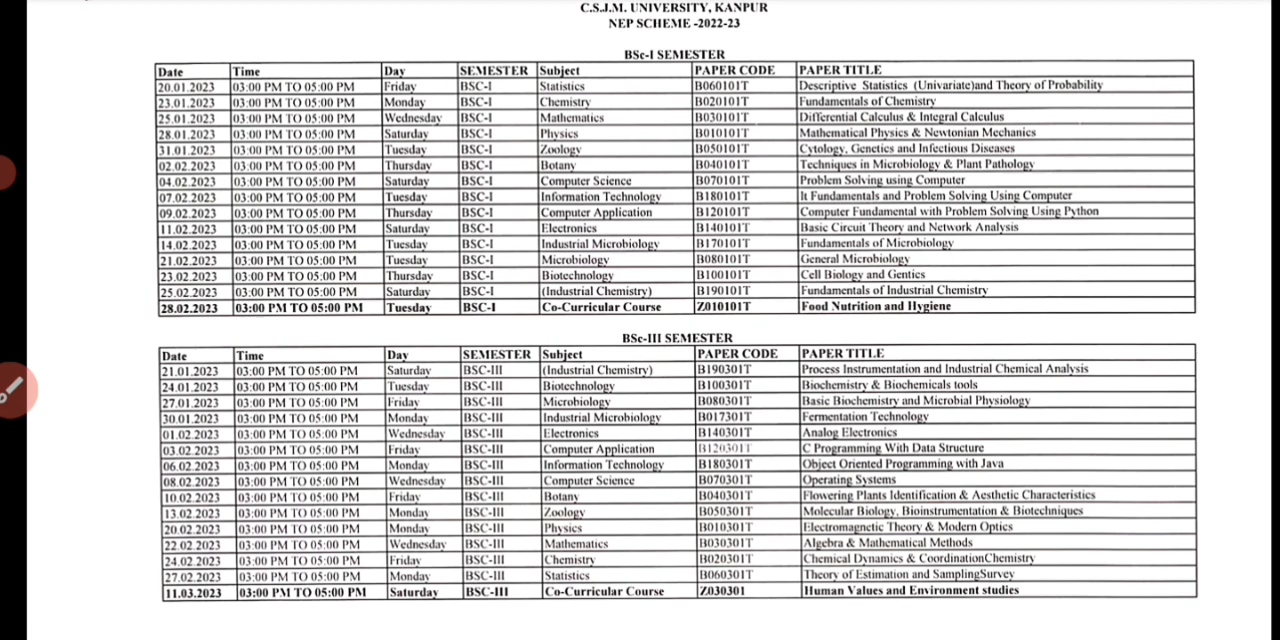 C.S.J.M. UNIVERSITY, KANPUR
NEP SCHEME -2022-23
BSc-I SEMESTER
Date Time Day SEMESTER Subject PAPER CODE PAPER TITLE
20.01.2023 03:00 PM TO 05:00 PM Friday BSC-I Statistics B060101T Descriptive Statistics (Univariate)and Theory of Probability
23.01.2023 03:00 PM TO 05:00 PM Monday BSC-I Chemistry B020101T Fundamentals of Chemistry
25.01.2023 03:00 PM TO 05:00 PM Wednesday BSC-I Mathematics B030101T Differential Calculus & Integral Calculus
28.01.2023 03:00 PM TO 05:00 PM Saturday BSC-I Physics B010101T Mathematical Physics & Newtonian Mechanics
31.01.2023 03:00 PM TO 05:00 PM Tuesday BSC-I Zoology B050101T Cytology, Genetics and Infectious Diseases
02.02.2023 03:00 PM TO 05:00 PM Thursday BSC-I Botany B040101T Techniques in Microbiology & Plant Pathology
04.02.2023 03:00 PM TO 05:00 PM Saturday BSC-I Computer Science B070101T Problem Solving using Computer
07.02.2023 03:00 PM TO 05:00 PM Tuesday BSC-I Information Technology B180101T It Fundamentals and Problem Solving Using Computer
09.02.2023 03:00 PM TO 05:00 PM Thursday BSC-I Computer Application B120101T Computer Fundamental with Problem Solving Using Python
11.02.2023 03:00 PM TO 05:00 PM Saturday BSC-I Electronics B140101T Basic Circuit Theory and Network Analysis
14.02.2023 03:00 PM TO 05:00 PM Tuesday BSC-I Industrial Microbiology B170101T Fundamentals of Microbiology
21.02.2023 03:00 PM TO 05:00 PM Tuesday BSC-I Microbiology B080101T General Microbiology
23.02.2023 03:00 PM TO 05:00 PM Thursday BSC-I Biotechnology B100101T Cell Biology and Gentics
25.02.2023 03:00 PM TO 05:00 PM Saturday BSC-I (Industrial Chemistry) B190101T Fundamentals of Industrial Chemistry
28.02.2023 03:00 PM TO 05:00 PM Tuesday BSC-I Co-Curricular Course Z010101T Food Nutrition and Hygiene
BSc-III SEMESTER
Date Time Day SEMESTER Subject PAPER CODE PAPER TITLE
21.01.2023 03:00 PM TO 05:00 PM Saturday BSC-III (Industrial Chemistry) B190301T Process Instrumentation and Industrial Chemical Analysis
24.01.2023 03:00 PM TO 05:00 PM Tuesday BSC-III Biotechnology B100301T Biochemistry & Biochemicals tools
27.01.2023 03:00 PM TO 05:00 PM Friday BSC-III Microbiology B080301T Basic Biochemistry and Microbial Physiology
30.01.2023 03:00 PM TO 05:00 PM Monday BSC-III Industrial Microbiology B017301T Fermentation Technology
01.02.2023 03:00 PM TO 05:00 PM Wednesday BSC-III Electronics B140301T Analog Electronics
03.02.2023 03:00 PM TO 05:00 PM Friday BSC-III Computer Application B120301T C Programming With Data Structure
06.02.2023 03:00 PM TO 05:00 PM Monday BSC-III Information Technology B180301T Object Oriented Programming with Java
08.02.2023 03:00 PM TO 05:00 PM Wednesday BSC-III Computer Science B070301T Operating Systems
10.02.2023 03:00 PM TO 05:00 PM Friday BSC-III Botany B040301T Flowering Plants Identification & Aesthetic Characteristics
13.02.2023 03:00 PM TO 05:00 PM Monday BSC-III Zoology B050301T Molecular Biology, Bioinstrumentation & Biotechniques
20.02.2023 03:00 PM TO 05:00 PM Monday BSC-III Physics B010301T Electromagnetic Theory & Modern Optics
22.02.2023 03:00 PM TO 05:00 PM Wednesday BSC-III Mathematics B030301T Algebra & Mathematical Methods
24.02.2023 03:00 PM TO 05:00 PM Friday BSC-III Chemistry B020301T Chemical Dynamics & CoordinationChemistry
27.02.2023 03:00 PM TO 05:00 PM Monday BSC-III Statistics B060301T Theory of Estimation and SamplingSurvey
11.03.2023 03:00 PM TO 05:00 PM Saturday BSC-III Co-Curricular Course Z030301 Human Values and Environment studies